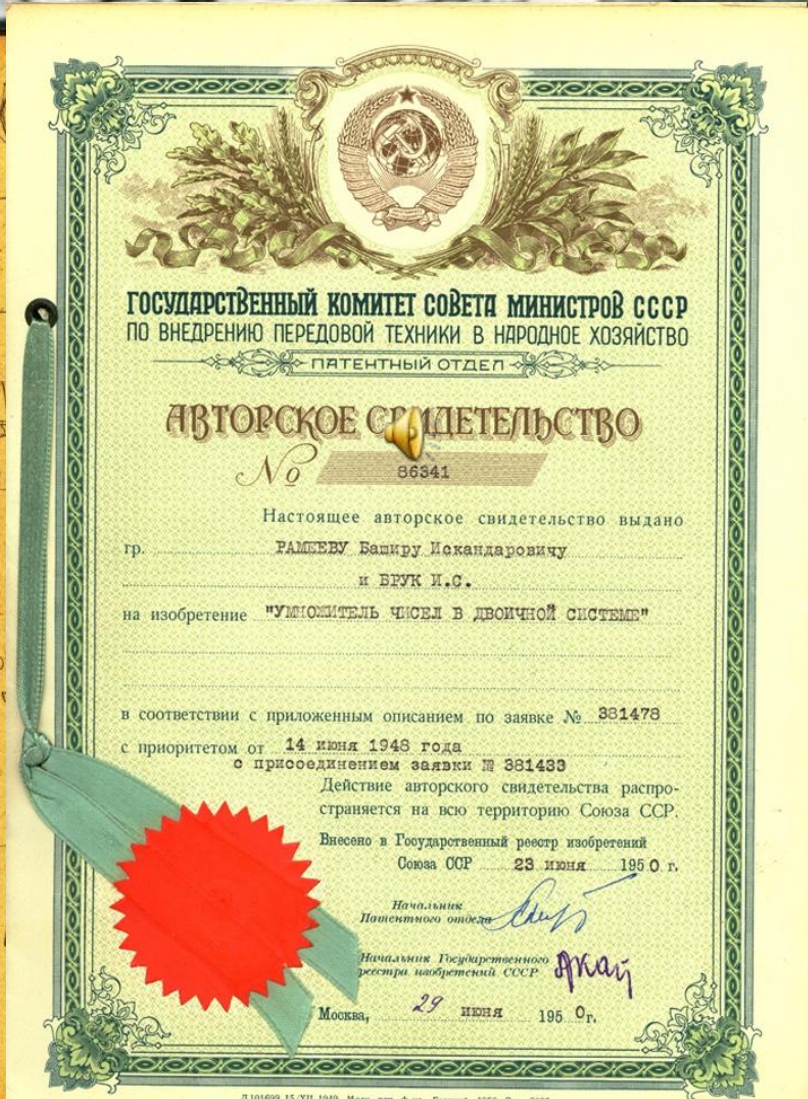 ГОСУДАРСТВЕННЫЙ КОМИТЕТ СОВЕТА МИНИСТРОВ СССР
ПО ВНЕДРЕНИЮ ПЕРЕДОВОЙ ТЕХНИКИ В НАРОДНОЕ ХОЗЯЙСТВО
ПАТЕНТНЫЙ ОТДЕЛ
АВТОРСКОЕ СВИДЕТЕЛЬСТВО
№ 86341
Настоящее авторское свидетельство выдано
гр. РАМЕЕВУ Баширу Искандаровичу
и БРУК И.С.
на изобретение "УМНОЖИТЕЛЬ ЧИСЕЛ В ДВОИЧНОЙ СИСТЕМЕ"
в соответствии с приложенным описанием по заявке № 381478
с приоритетом от 14 июня 1948 года
с присоединением заявки № 381433
Действие авторского свидетельства распро-
страняется на всю территорию Союза ССР.
Внесено в Государственный реестр изобретений
Союза ССР 23 июня 1950 г.
Начальник
Патентного отдела
Начальник Государственного
реестра изобретений СССР
Москва, 29 июня 1950г.